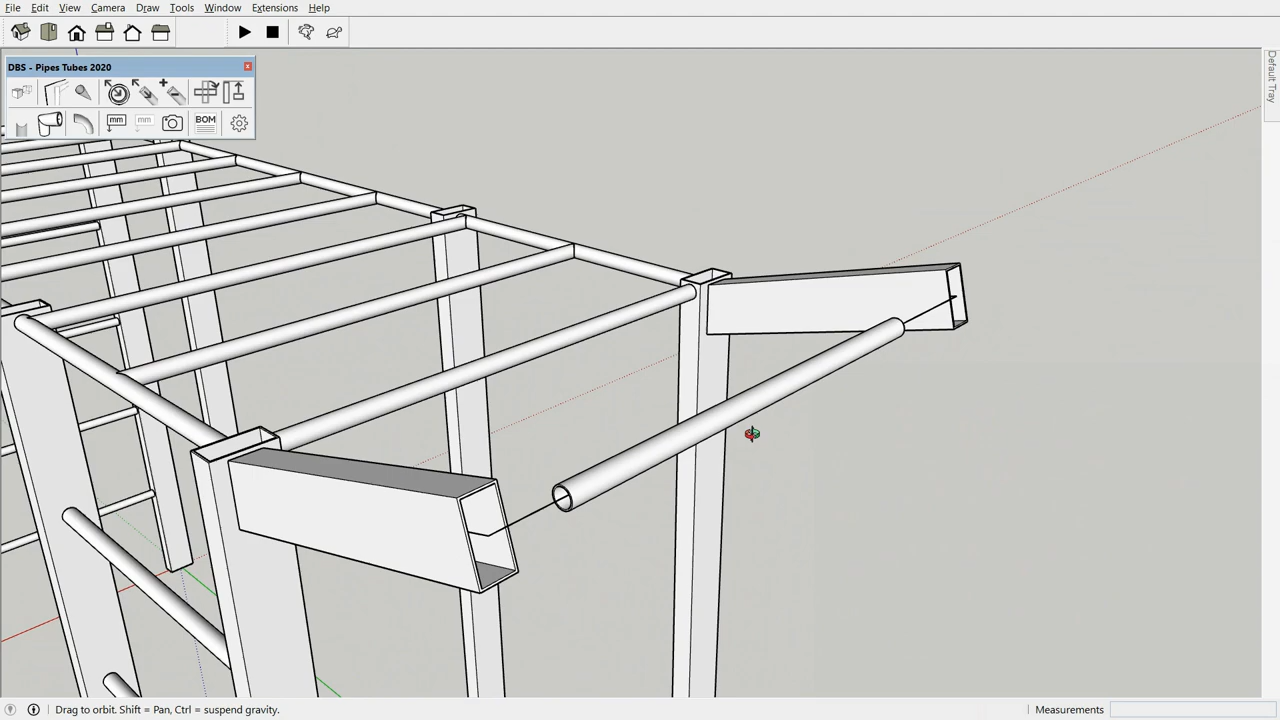 File Edit View Camera Draw Tools Window Extensions Help
DBS - Pipes Tubes 2020
mm mm BOM
Default Tray
Drag to orbit. Shift = Pan, Ctrl = suspend gravity.
Measurements